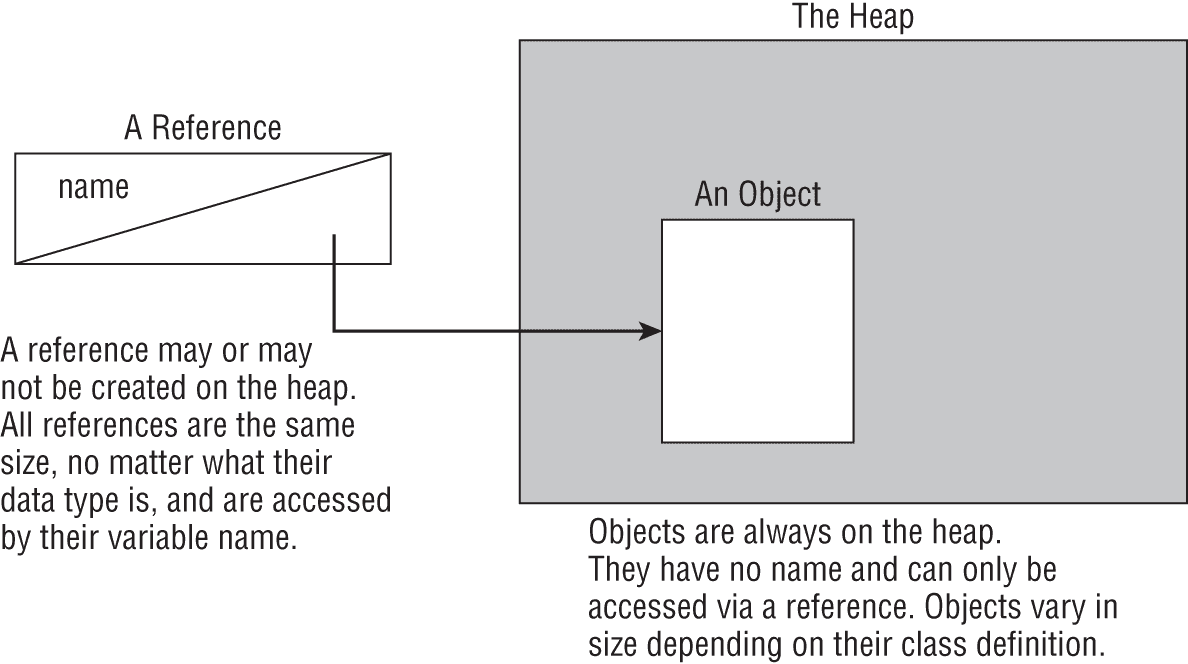 The Heap
A Reference
name
An Object
A reference may or may
not be created on the heap.
All references are the same
size, no matter what their
data type is, and are accessed
by their variable name.
Objects are always on the heap.
They have no name and can only be
accessed via a reference. Objects vary in
size depending on their class definition.